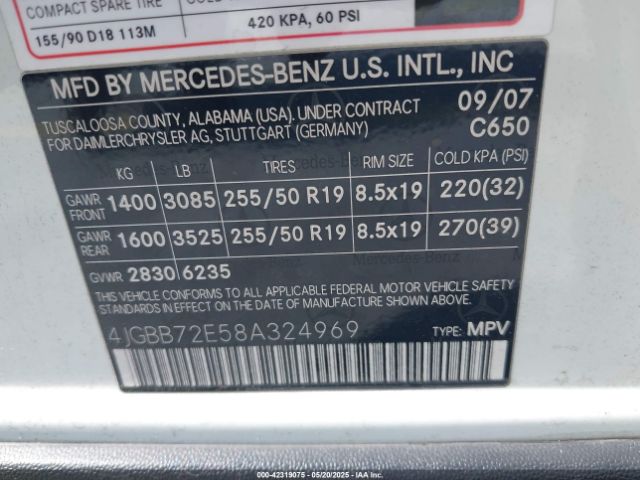 COMPACT SPARE TIRE
155/90 D18 113M 420 KPA, 60 PSI
MFD BY MERCEDES-BENZ U.S. INTL., INC
TUSCALOOSA COUNTY, ALABAMA (USA). UNDER CONTRACT 09/07
FOR DAIMLERCHRYSLER AG, STUTTGART (GERMANY) C650
KG LB TIRES RIM SIZE COLD KPA (PSI)
GAWR FRONT 1400 3085 255/50 R19 8.5x19 220(32)
GAWR REAR 1600 3525 255/50 R19 8.5x19 270(39)
GVWR 2830 6235
THIS VEHICLE CONFORMS TO ALL APPLICABLE FEDERAL MOTOR VEHICLE SAFETY
STANDARDS IN EFFECT ON THE DATE OF MANUFACTURE SHOWN ABOVE
4JGBB72E58A324969 TYPE: MPV
000-42319075 — 05/20/2025 — IAA Inc.